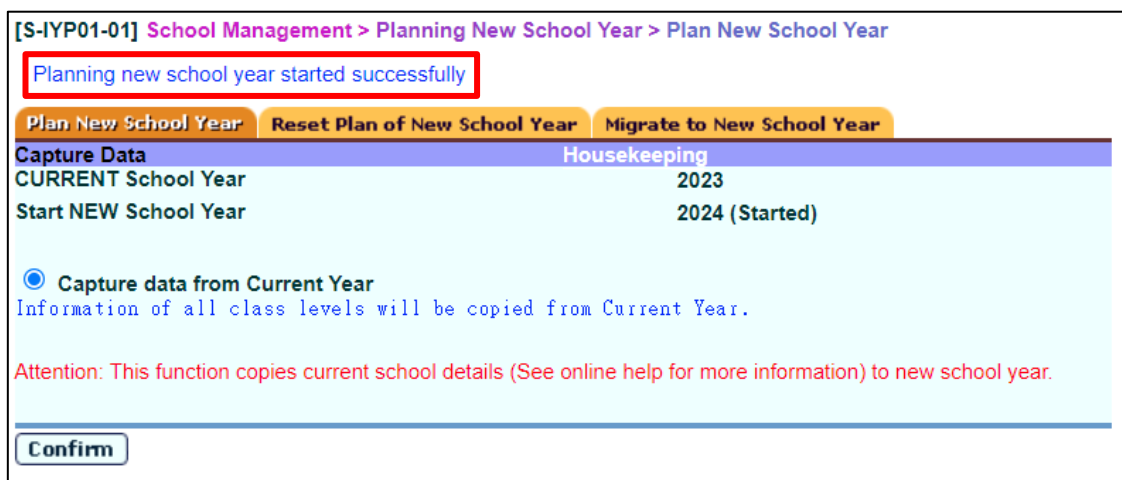 [S-IYP01-01] School Management > Planning New School Year > Plan New School Year
Planning new school year started successfully
Plan New School Year Reset Plan of New School Year Migrate to New School Year
Capture Data Housekeeping
CURRENT School Year 2023
Start NEW School Year 2024 (Started)
Capture data from Current Year
Information of all class levels will be copied from Current Year.
Attention: This function copies current school details (See online help for more information) to new school year.
Confirm